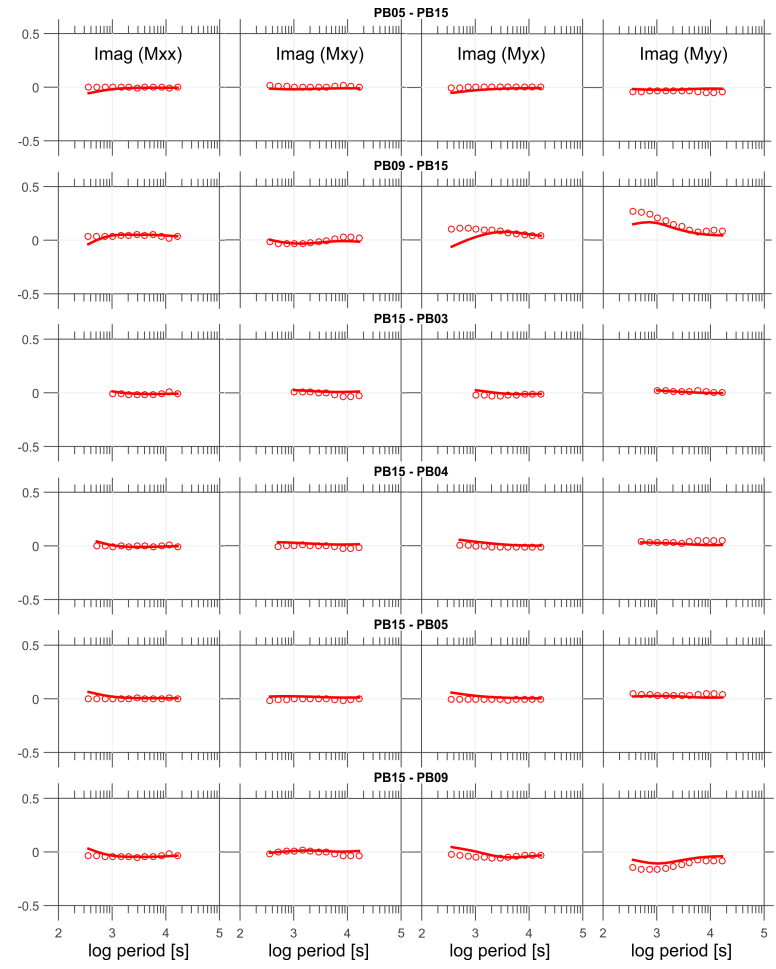 PB05 - PB15
0.5
Imag (Mxx) Imag (Mxy) Imag (Myx) Imag (Myy)
0
-0.5
PB09 - PB15
0.5
0
-0.5
PB15 - PB03
0.5
0
-0.5
PB15 - PB04
0.5
0
-0.5
PB15 - PB05
0.5
0
-0.5
PB15 - PB09
0.5
0
-0.5
2 3 4 5 2 3 4 5 2 3 4 5 2 3 4 5
log period [s] log period [s] log period [s] log period [s]